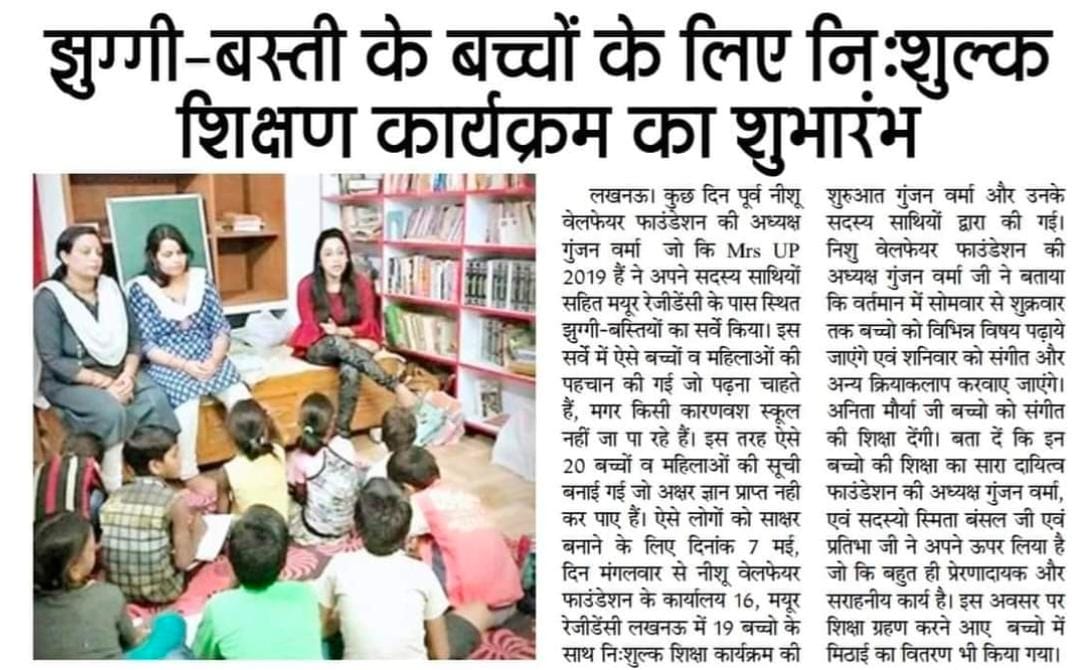 झुग्गी-बस्ती के बच्चों के लिए नि:शुल्क
शिक्षण कार्यक्रम का शुभारंभ
लखनऊ। कुछ दिन पूर्व नीशू
वेलफेयर फाउंडेशन की अध्यक्ष
गुंजन वर्मा जो कि Mrs UP
2019 हैं ने अपने सदस्य साथियों
सहित मयूर रेजीडेंसी के पास स्थित
झुग्गी-बस्तियों का सर्वे किया। इस
सर्वे में ऐसे बच्चों व महिलाओं की
पहचान की गई जो पढ़ना चाहते
हैं, मगर किसी कारणवश स्कूल
नहीं जा पा रहे हैं। इस तरह ऐसे
20 बच्चों व महिलाओं की सूची
बनाई गई जो अक्षर ज्ञान प्राप्त नही
कर पाए हैं। ऐसे लोगों को साक्षर
बनाने के लिए दिनांक 7 मई,
दिन मंगलवार से नीशू वेलफेयर
फाउंडेशन के कार्यालय 16, मयूर
रेजीडेंसी लखनऊ में 19 बच्चो के
साथ निःशुल्क शिक्षा कार्यक्रम की
शुरुआत गुंजन वर्मा और उनके
सदस्य साथियों द्वारा की गई।
निशु वेलफेयर फाउंडेशन की
अध्यक्ष गुंजन वर्मा जी ने बताया
कि वर्तमान में सोमवार से शुक्रवार
तक बच्चो को विभिन्न विषय पढ़ाये
जाएंगे एवं शनिवार को संगीत और
अन्य क्रियाकलाप करवाए जाएंगे।
अनिता मौर्या जी बच्चो को संगीत
की शिक्षा देंगी। बता दें कि इन
बच्चो की शिक्षा का सारा दायित्व
फाउंडेशन की अध्यक्ष गुंजन वर्मा,
एवं सदस्यो स्मिता बंसल जी एवं
प्रतिभा जी ने अपने ऊपर लिया है
जो कि बहुत ही प्रेरणादायक और
सराहनीय कार्य है। इस अवसर पर
शिक्षा ग्रहण करने आए बच्चो में
मिठाई का वितरण भी किया गया।